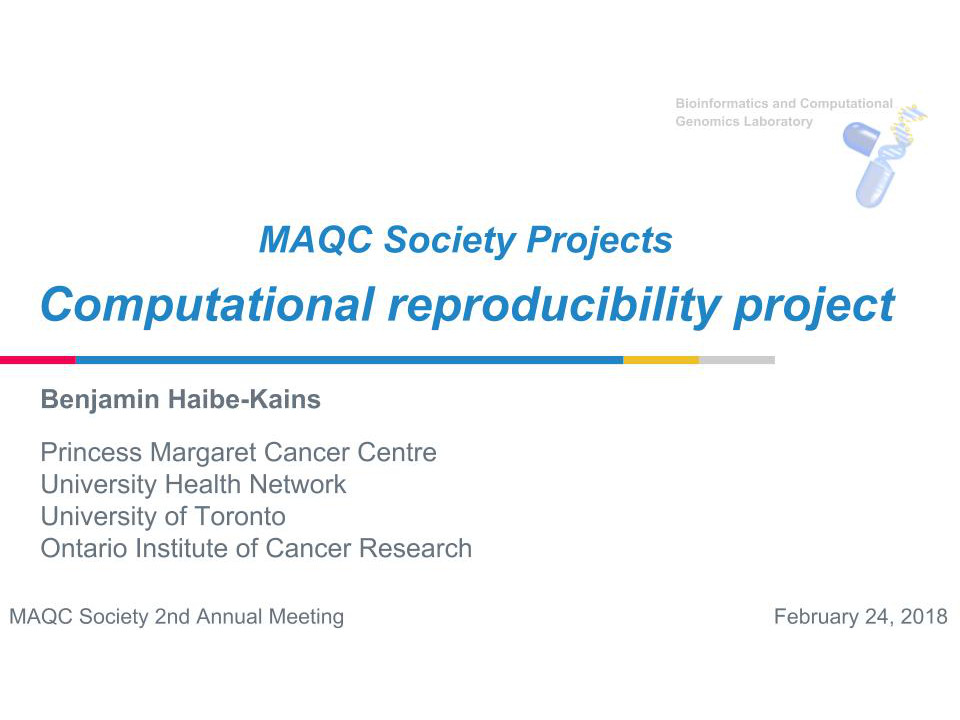 Bioinformatics and Computational
Genomics Laboratory
MAQC Society Projects
Computational reproducibility project
Benjamin Haibe-Kains
Princess Margaret Cancer Centre
University Health Network
University of Toronto
Ontario Institute of Cancer Research
MAQC Society 2nd Annual Meeting
February 24, 2018